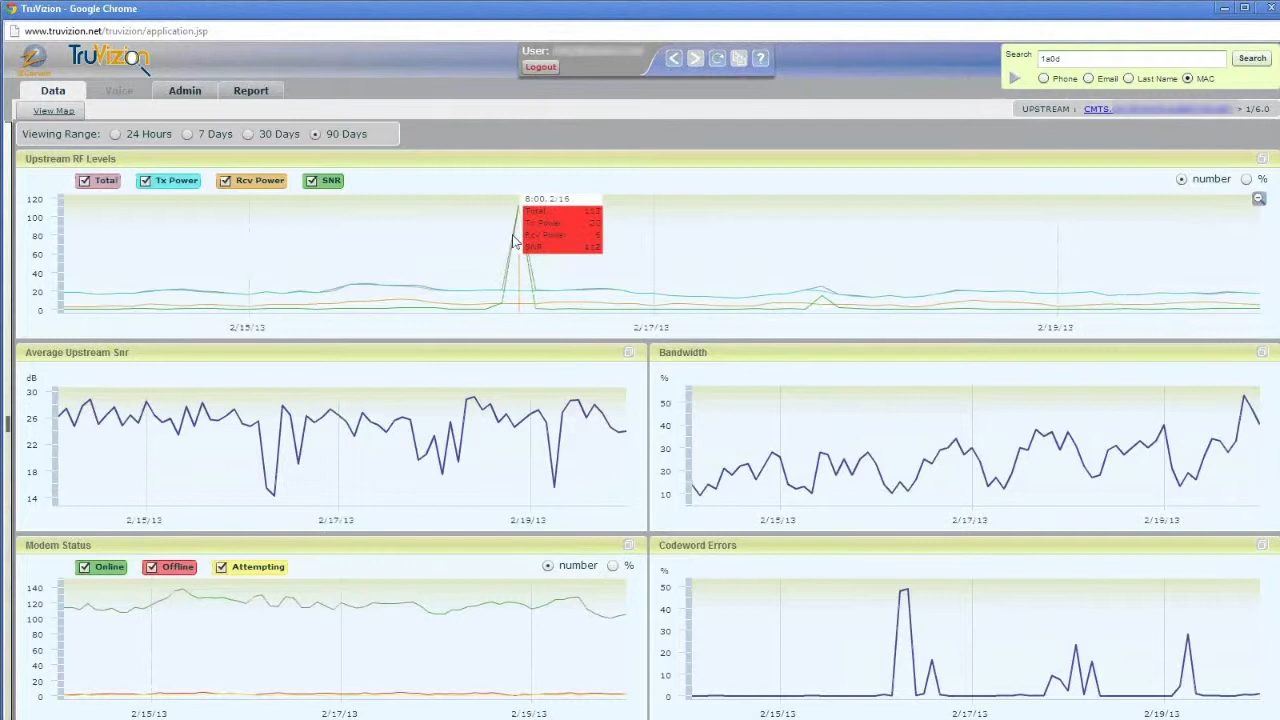 TruVizion - Google Chrome
www.truvizion.net/truvizion/application.jsp
TruVizion
User:
Logout
Search
1a0d
Search
Phone Email Last Name MAC
Data Voice Admin Report
View Map
UPSTREAM : CMTS. > 1/6.0
Viewing Range: 24 Hours 7 Days 30 Days 90 Days
Upstream RF Levels
Total Tx Power Rcv Power SNR
number %
120
100
80
60
40
20
0
8:00, 2/16
Total
Tx Power
Rcv Power
SNR 112
2/15/13 2/17/13 2/19/13
Average Upstream Snr
dB
30
26
22
18
14
2/15/13 2/17/13 2/19/13
Bandwidth
%
50
40
30
20
10
2/15/13 2/17/13 2/19/13
Modem Status
Online Offline Attempting
number %
140
120
100
80
60
40
20
0
2/15/13 2/17/13 2/19/13
Codeword Errors
%
50
40
30
20
10
0
2/15/13 2/17/13 2/19/13